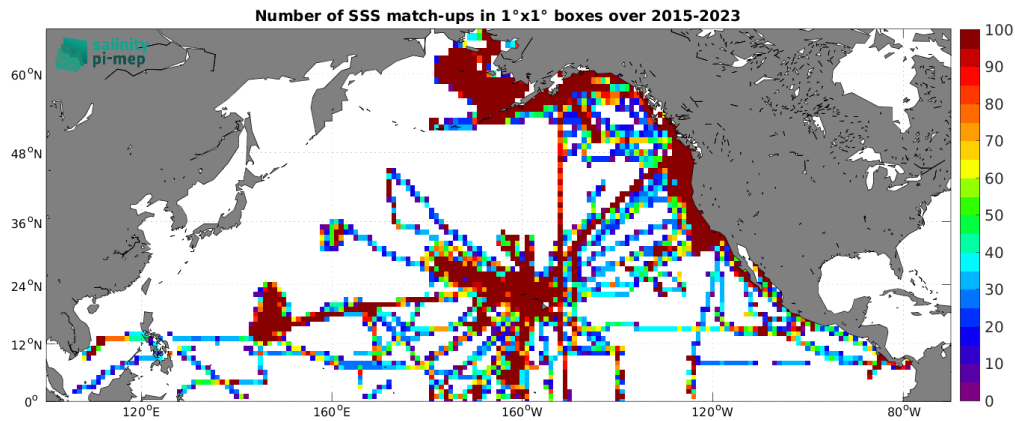 Number of SSS match-ups in 1°x1° boxes over 2015-2023
salinity
pi-mep
60°N
48°N
36°N
24°N
12°N
0°
120°E
160°E
160°W
120°W
80°W
100
90
80
70
60
50
40
30
20
10
0